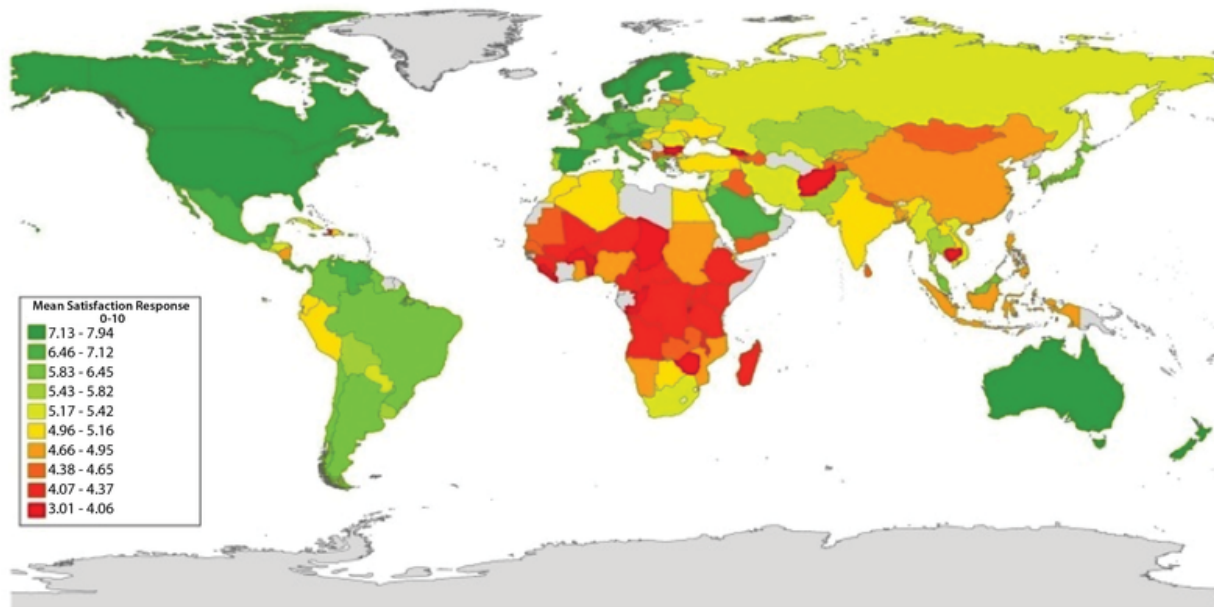 Mean Satisfaction Response
0-10
7.13 - 7.94
6.46 - 7.12
5.83 - 6.45
5.43 - 5.82
5.17 - 5.42
4.96 - 5.16
4.66 - 4.95
4.38 - 4.65
4.07 - 4.37
3.01 - 4.06